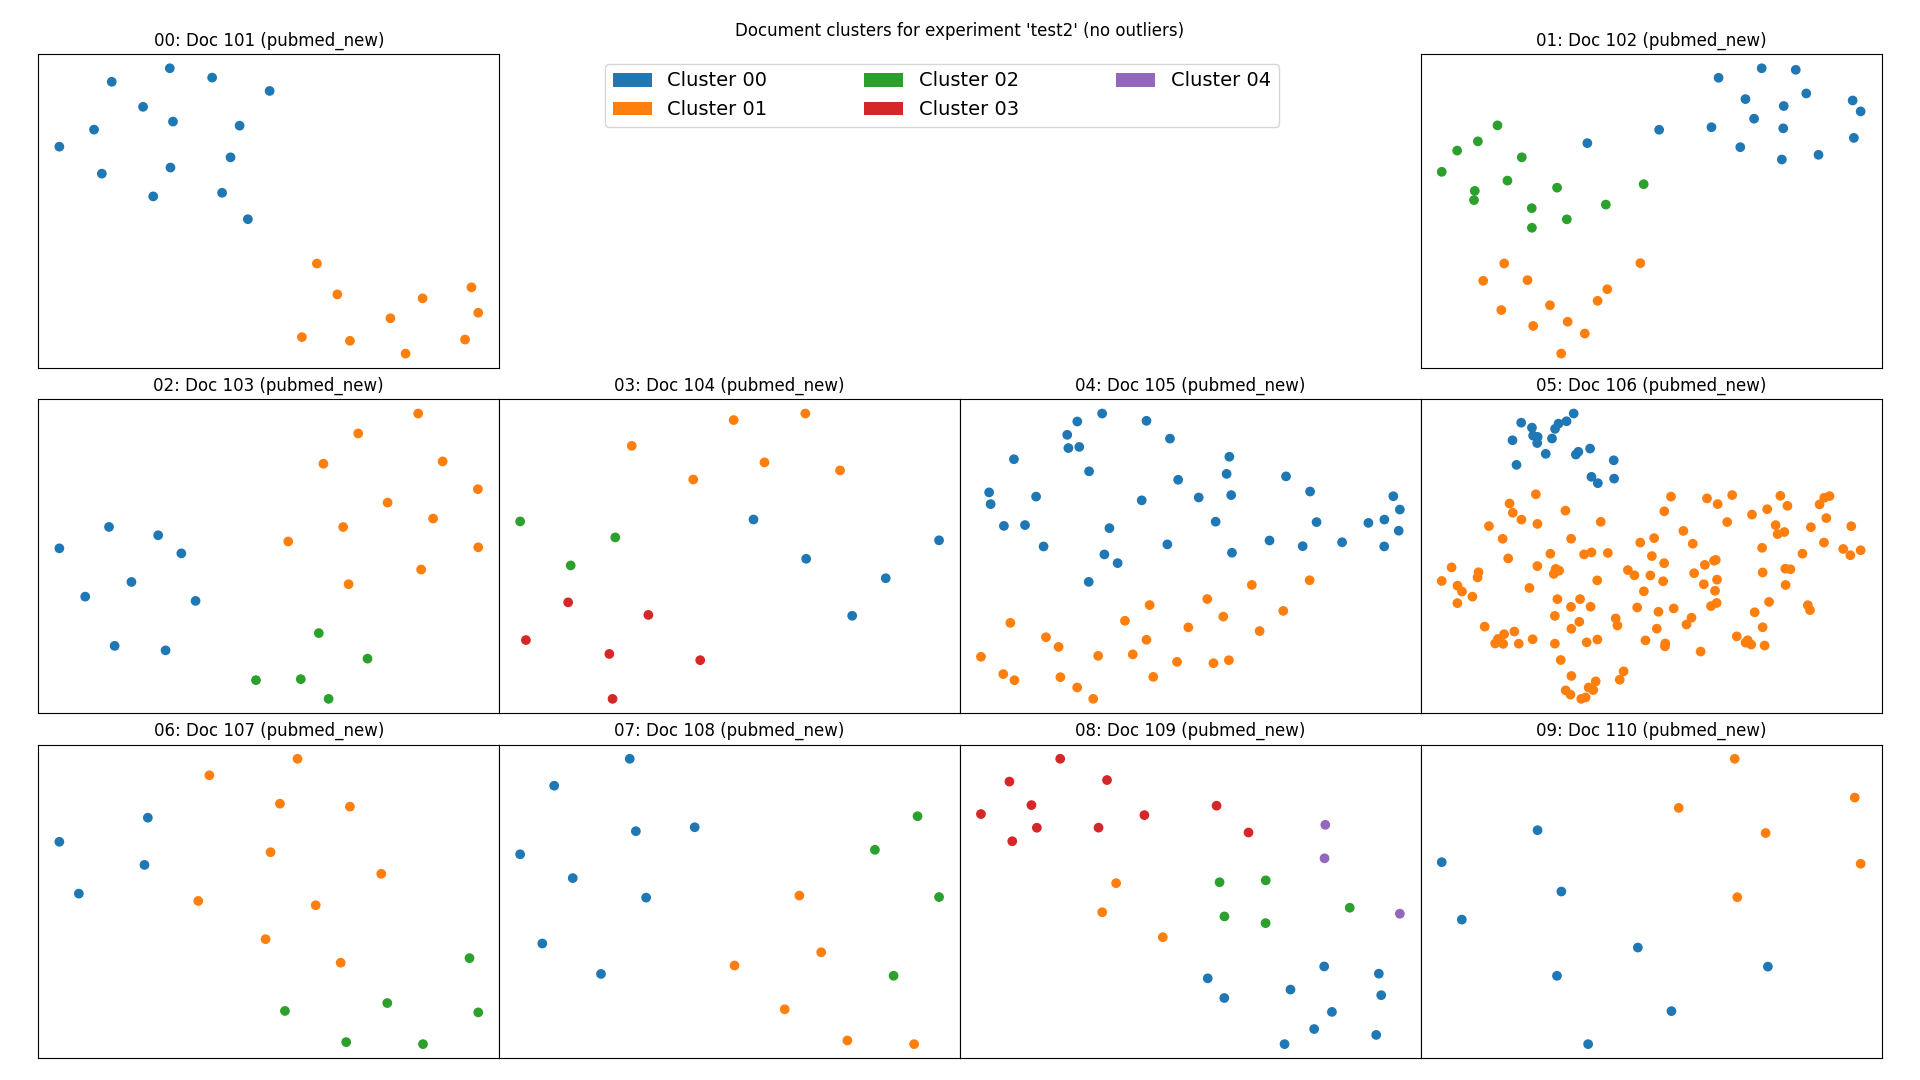 Document clusters for experiment 'test2' (no outliers)
00: Doc 101 (pubmed_new)
Cluster 00
Cluster 01
Cluster 02
Cluster 03
Cluster 04
01: Doc 102 (pubmed_new)
02: Doc 103 (pubmed_new)
03: Doc 104 (pubmed_new)
04: Doc 105 (pubmed_new)
05: Doc 106 (pubmed_new)
06: Doc 107 (pubmed_new)
07: Doc 108 (pubmed_new)
08: Doc 109 (pubmed_new)
09: Doc 110 (pubmed_new)